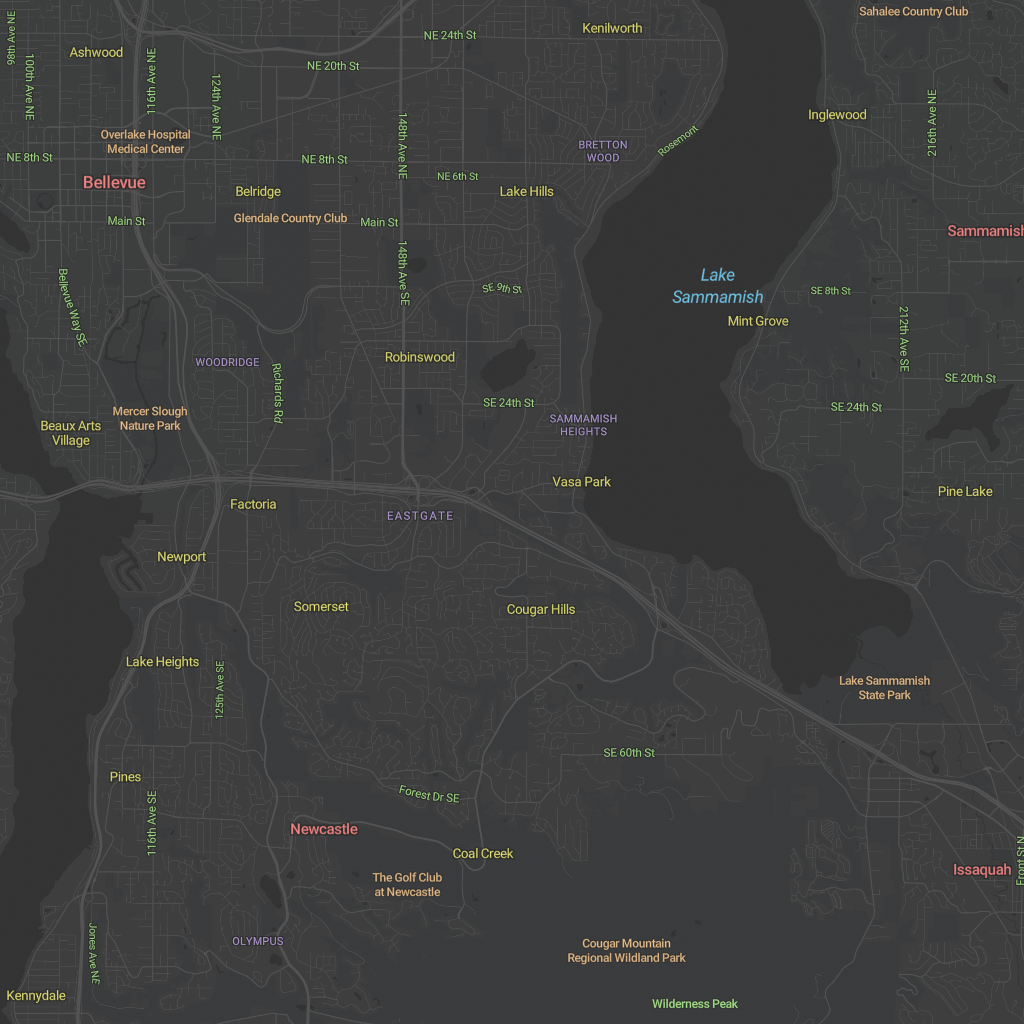 Sahalee Country Club
98th Ave NE
Kenilworth
NE 24th St
Ashwood
NE 20th St
100th Ave NE
116th Ave NE
124th Ave NE
Inglewood
216th Ave NE
Overlake Hospital
Medical Center
148th Ave NE
Rosemont
BRETTON
WOOD
NE 8th St
NE 8th St
NE 6th St
Bellevue
Belridge
Lake Hills
Main St
Glendale Country Club
Main St
Sammamish
148th Ave SE
Lake
Sammamish
SE 9th St
SE 8th St
Bellevue Way SE
Mint Grove
212th Ave SE
WOODRIDGE
Robinswood
Richards Rd
SE 20th St
SE 24th St
SE 24th St
Mercer Slough
Nature Park
Beaux Arts
Village
SAMMAMISH
HEIGHTS
Vasa Park
Pine Lake
Factoria
EASTGATE
Newport
Somerset
Cougar Hills
Lake Heights
125th Ave SE
Lake Sammamish
State Park
SE 60th St
Pines
Forest Dr SE
116th Ave SE
Newcastle
Coal Creek
Issaquah
Front St N
The Golf Club
at Newcastle
OLYMPUS
Jones Ave NE
Cougar Mountain
Regional Wildland Park
Kennydale
Wilderness Peak